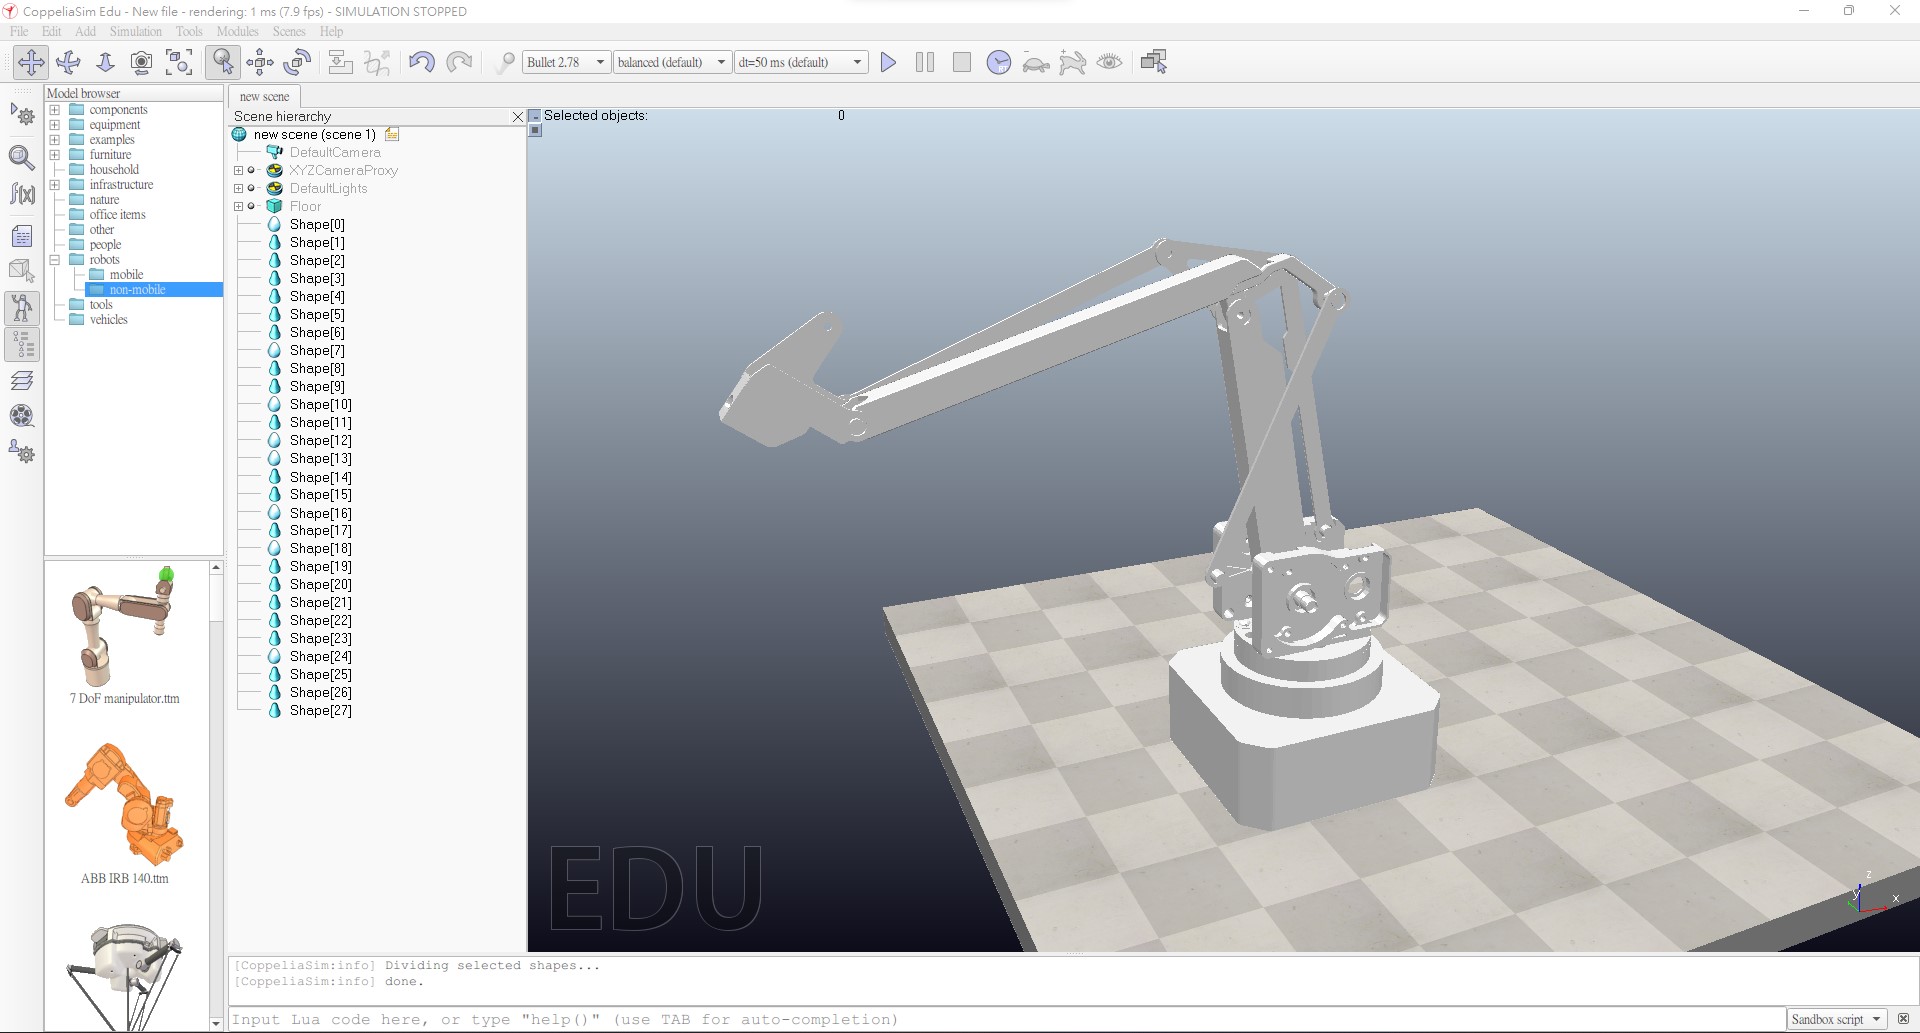 CoppeliaSim Edu - New file - rendering: 1 ms (7.9 fps) - SIMULATION STOPPED
File Edit Add Simulation Tools Modules Scenes Help
Bullet 2.78 balanced (default) dt=50 ms (default)
Model browser
components
equipment
examples
furniture
household
infrastructure
nature
office items
other
people
robots
mobile
non-mobile
tools
vehicles
7 DoF manipulator.ttm
ABB IRB 140.ttm
new scene
Scene hierarchy
new scene (scene 1)
DefaultCamera
XYZCameraProxy
DefaultLights
Floor
Shape[0]
Shape[1]
Shape[2]
Shape[3]
Shape[4]
Shape[5]
Shape[6]
Shape[7]
Shape[8]
Shape[9]
Shape[10]
Shape[11]
Shape[12]
Shape[13]
Shape[14]
Shape[15]
Shape[16]
Shape[17]
Shape[18]
Shape[19]
Shape[20]
Shape[21]
Shape[22]
Shape[23]
Shape[24]
Shape[25]
Shape[26]
Shape[27]
Selected objects: 0
EDU
z
y
x
[CoppeliaSim:info] Dividing selected shapes...
[CoppeliaSim:info] done.
Input Lua code here, or type "help()" (use TAB for auto-completion)
Sandbox script